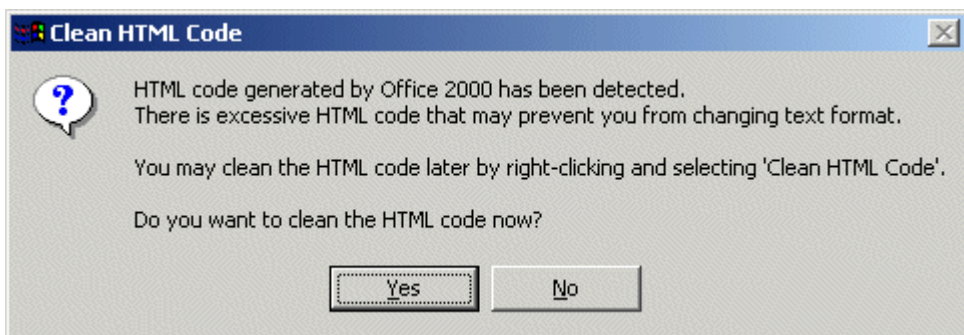 Clean HTML Code
HTML code generated by Office 2000 has been detected.
There is excessive HTML code that may prevent you from changing text format.
You may clean the HTML code later by right-clicking and selecting 'Clean HTML Code'.
Do you want to clean the HTML code now?
Yes
No